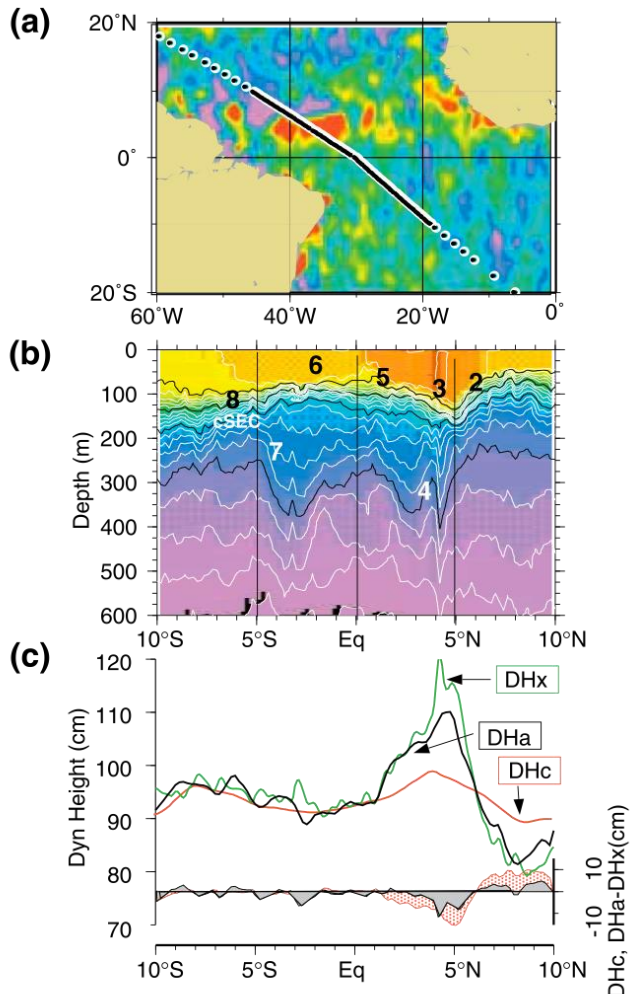 (a)
20°N
0°
20°S
60°W 40°W 20°W 0°
(b)
0
100
200
300
400
500
600
Depth (m)
6 5 3 2
8
cSEC
7
4
10°S 5°S Eq 5°N 10°N
(c)
120
110
100
90
80
70
Dyn Height (cm)
DHx
DHa
DHc
10
-10
DHc, DHa-DHx(cm)
10°S 5°S Eq 5°N 10°N